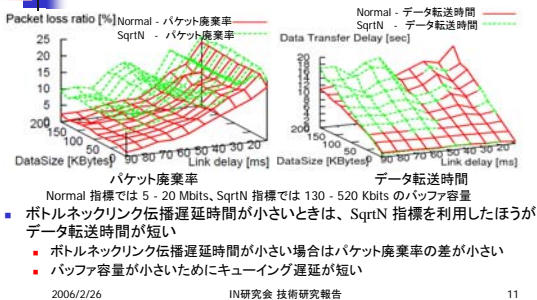 Packet loss ratio [%]
Normal - パケット廃棄率
SqrtN - パケット廃棄率
25
20
15
10
5
0
200
150
100
50
DataSize [KBytes]
90 80 70 60 50 40 30 20
Link delay [ms]
Normal - データ転送時間
SqrtN - データ転送時間
Data Transfer Delay [sec]
200
150
100
50
DataSize [KBytes]
90 80 70 60 50 40 30 20
Link delay [ms]
パケット廃棄率
データ転送時間
Normal 指標では 5 - 20 Mbits、SqrtN 指標では 130 - 520 Kbits のバッファ容量
ボトルネックリンク伝播遅延時間が小さいときは、SqrtN 指標を利用したほうが
データ転送時間が短い
ボトルネックリンク伝播遅延時間が小さい場合はパケット廃棄率の差が小さい
バッファ容量が小さいためにキューイング遅延が短い
2006/2/26
IN研究会 技術研究報告
11